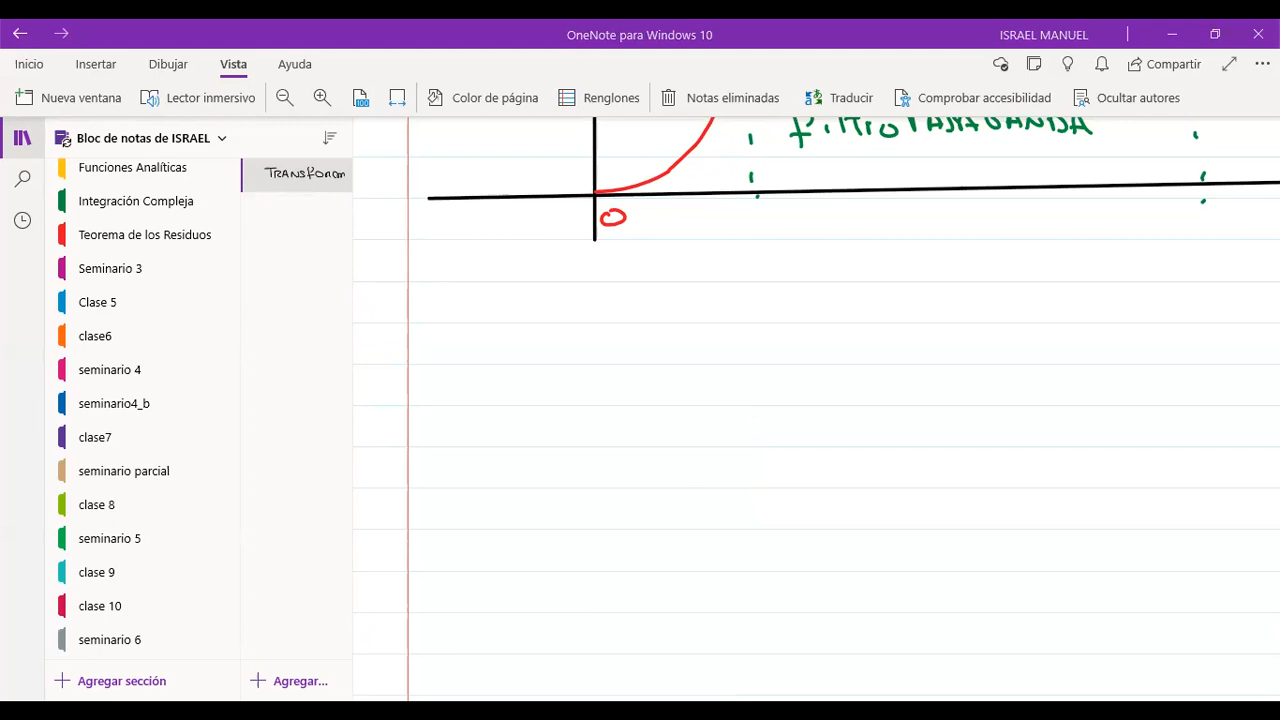 OneNote para Windows 10
ISRAEL MANUEL
Inicio
Insertar
Dibujar
Vista
Ayuda
Compartir
Nueva ventana
Lector inmersivo
100
Color de página
Renglones
Notas eliminadas
Traducir
Comprobar accesibilidad
Ocultar autores
Bloc de notas de ISRAEL
Funciones Analíticas
Integración Compleja
Teorema de los Residuos
Seminario 3
Clase 5
clase6
seminario 4
seminario4_b
clase7
seminario parcial
clase 8
seminario 5
clase 9
clase 10
seminario 6
Agregar sección
TRANSFORM
Agregar...
0